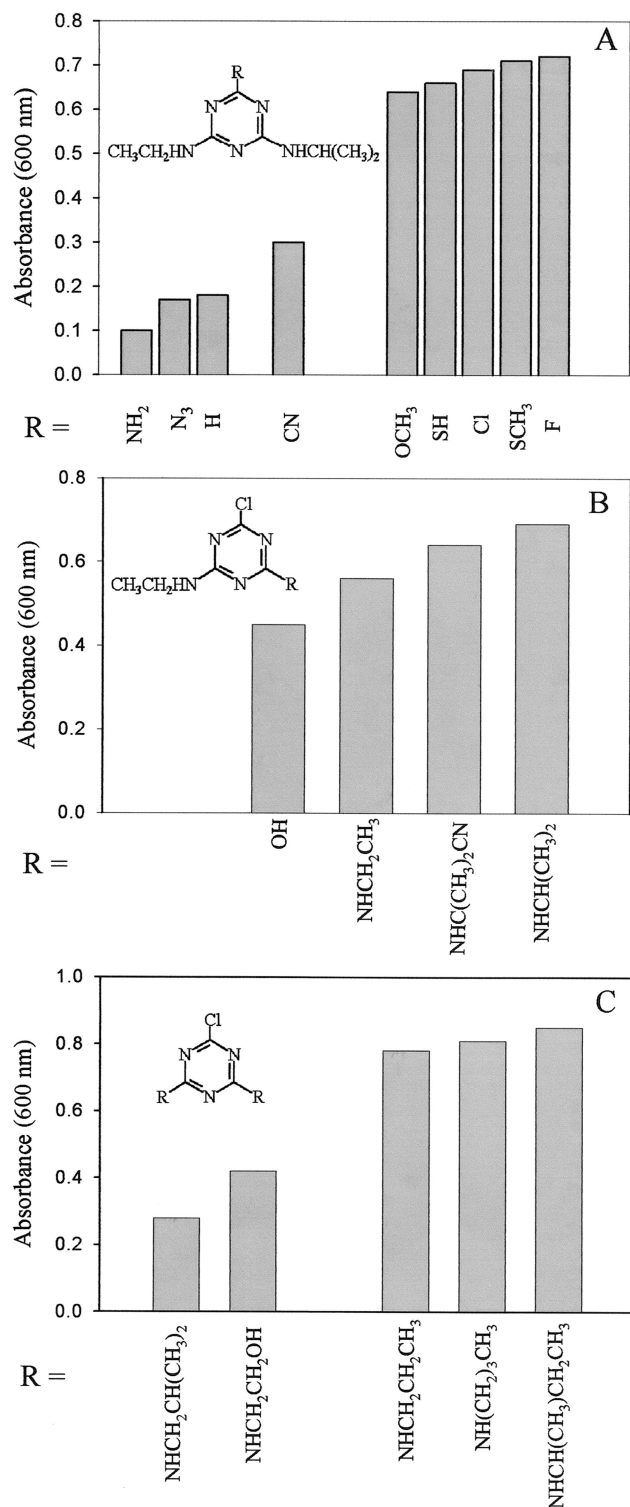 A
Absorbance (600 nm)
0.8
0.7
0.6
0.5
0.4
0.3
0.2
0.1
0.0
R
N
N
N
CH₃CH₂HN
NHCH(CH₃)₂
R =
NH₂
N₃
H
CN
OCH₃
SH
Cl
SCH₃
F
B
Absorbance (600 nm)
0.8
0.6
0.4
0.2
0.0
Cl
N
N
N
CH₃CH₂HN
R
R =
OH
NHCH₂CH₃
NHC(CH₃)₂CN
NHCH(CH₃)₂
C
Absorbance (600 nm)
1.0
0.8
0.6
0.4
0.2
0.0
Cl
N
N
N
R
R
R =
NHCH₂CH(CH₃)₂
NHCH₂CH₂OH
NHCH₂CH₂CH₃
NH(CH₂)₃CH₃
NHCH(CH₃)CH₂CH₃